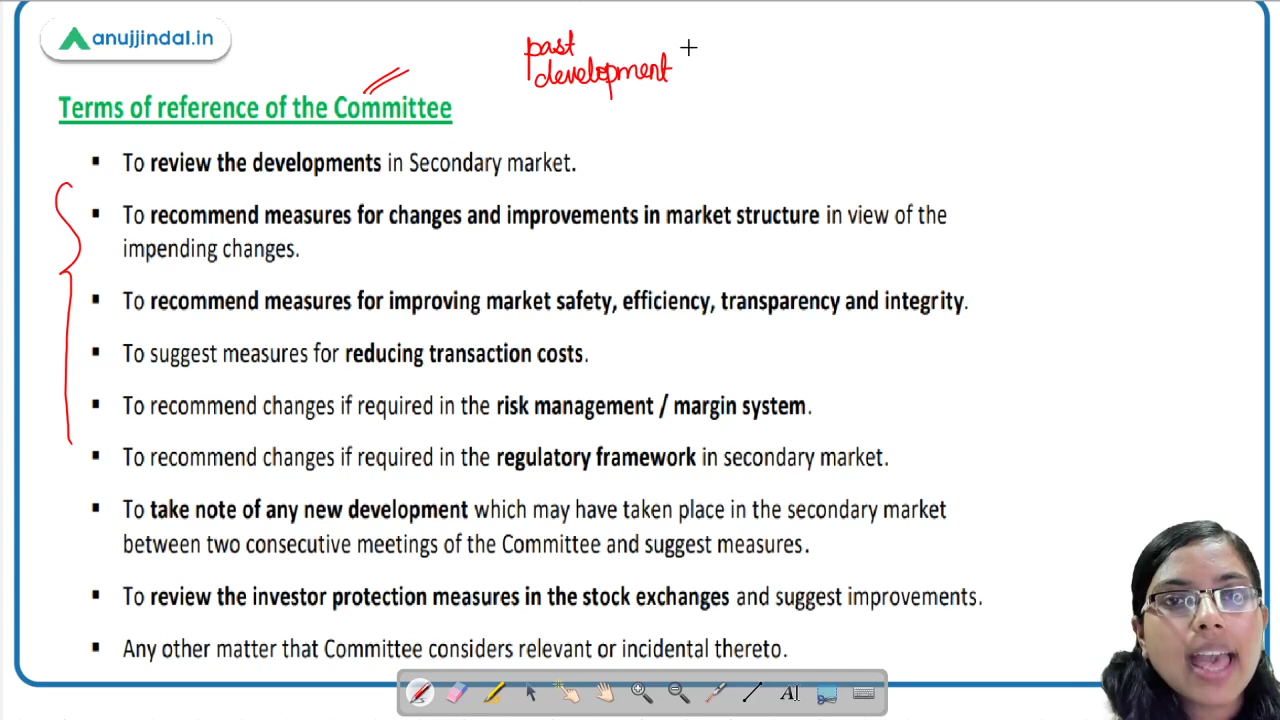 anujjindal.in
past
development
Terms of reference of the Committee
▪ To review the developments in Secondary market.
▪ To recommend measures for changes and improvements in market structure in view of the
impending changes.
▪ To recommend measures for improving market safety, efficiency, transparency and integrity.
▪ To suggest measures for reducing transaction costs.
▪ To recommend changes if required in the risk management / margin system.
▪ To recommend changes if required in the regulatory framework in secondary market.
▪ To take note of any new development which may have taken place in the secondary market
between two consecutive meetings of the Committee and suggest measures.
▪ To review the investor protection measures in the stock exchanges and suggest improvements.
▪ Any other matter that Committee considers relevant or incidental thereto.